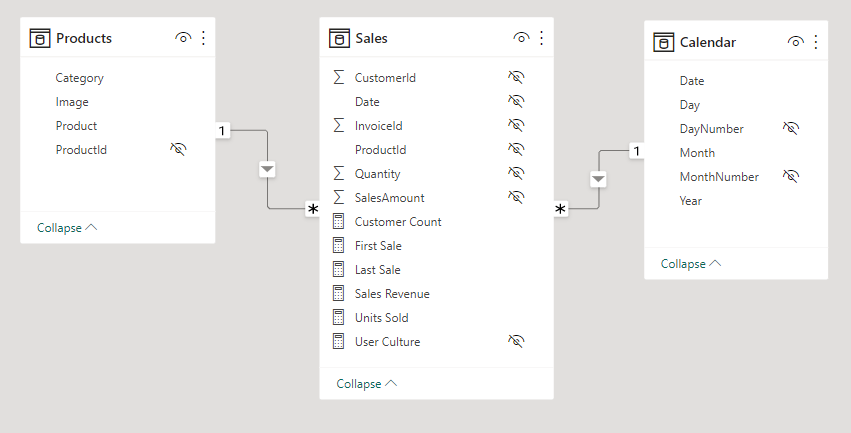 Products
Category
Image
Product
ProductId
Collapse
1
*
Sales
CustomerId
Date
InvoiceId
ProductId
Quantity
SalesAmount
Customer Count
First Sale
Last Sale
Sales Revenue
Units Sold
User Culture
Collapse
*
1
Calendar
Date
Day
DayNumber
Month
MonthNumber
Year
Collapse